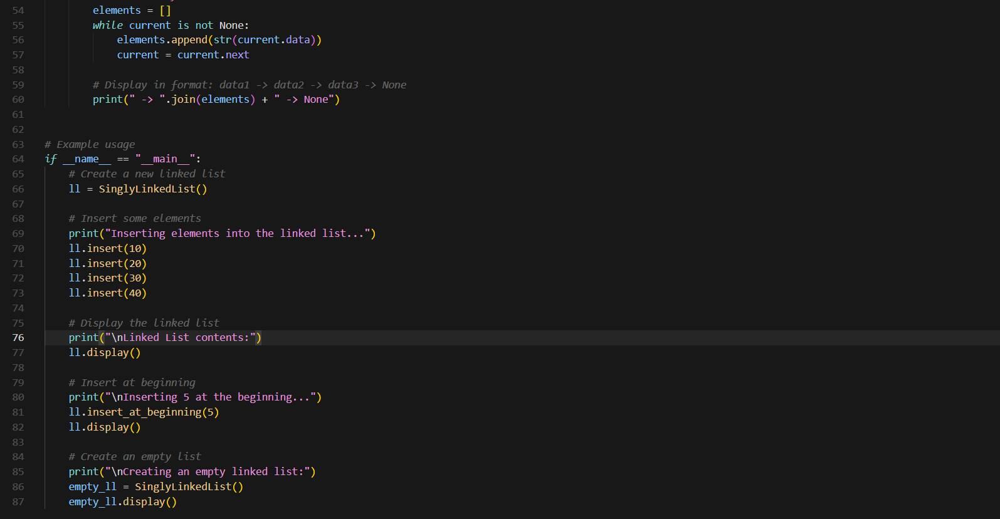 54 elements = []
55 while current is not None:
56 elements.append(str(current.data))
57 current = current.next
58
59 # Display in format: data1 -> data2 -> data3 -> None
60 print(" -> ".join(elements) + " -> None")
61
62
63 # Example usage
64 if __name__ == "__main__":
65 # Create a new linked list
66 ll = SinglyLinkedList()
67
68 # Insert some elements
69 print("Inserting elements into the linked list...")
70 ll.insert(10)
71 ll.insert(20)
72 ll.insert(30)
73 ll.insert(40)
74
75 # Display the linked list
76 print("\nLinked List contents:")
77 ll.display()
78
79 # Insert at beginning
80 print("\nInserting 5 at the beginning...")
81 ll.insert_at_beginning(5)
82 ll.display()
83
84 # Create an empty list
85 print("\nCreating an empty linked list:")
86 empty_ll = SinglyLinkedList()
87 empty_ll.display()